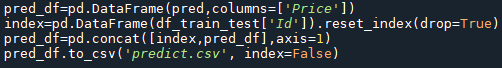 pred_df=pd.DataFrame(pred,columns=['Price'])
index=pd.DataFrame(df_train_test['Id']).reset_index(drop=True)
pred_df=pd.concat([index,pred_df],axis=1)
pred_df.to_csv('predict.csv', index=False)